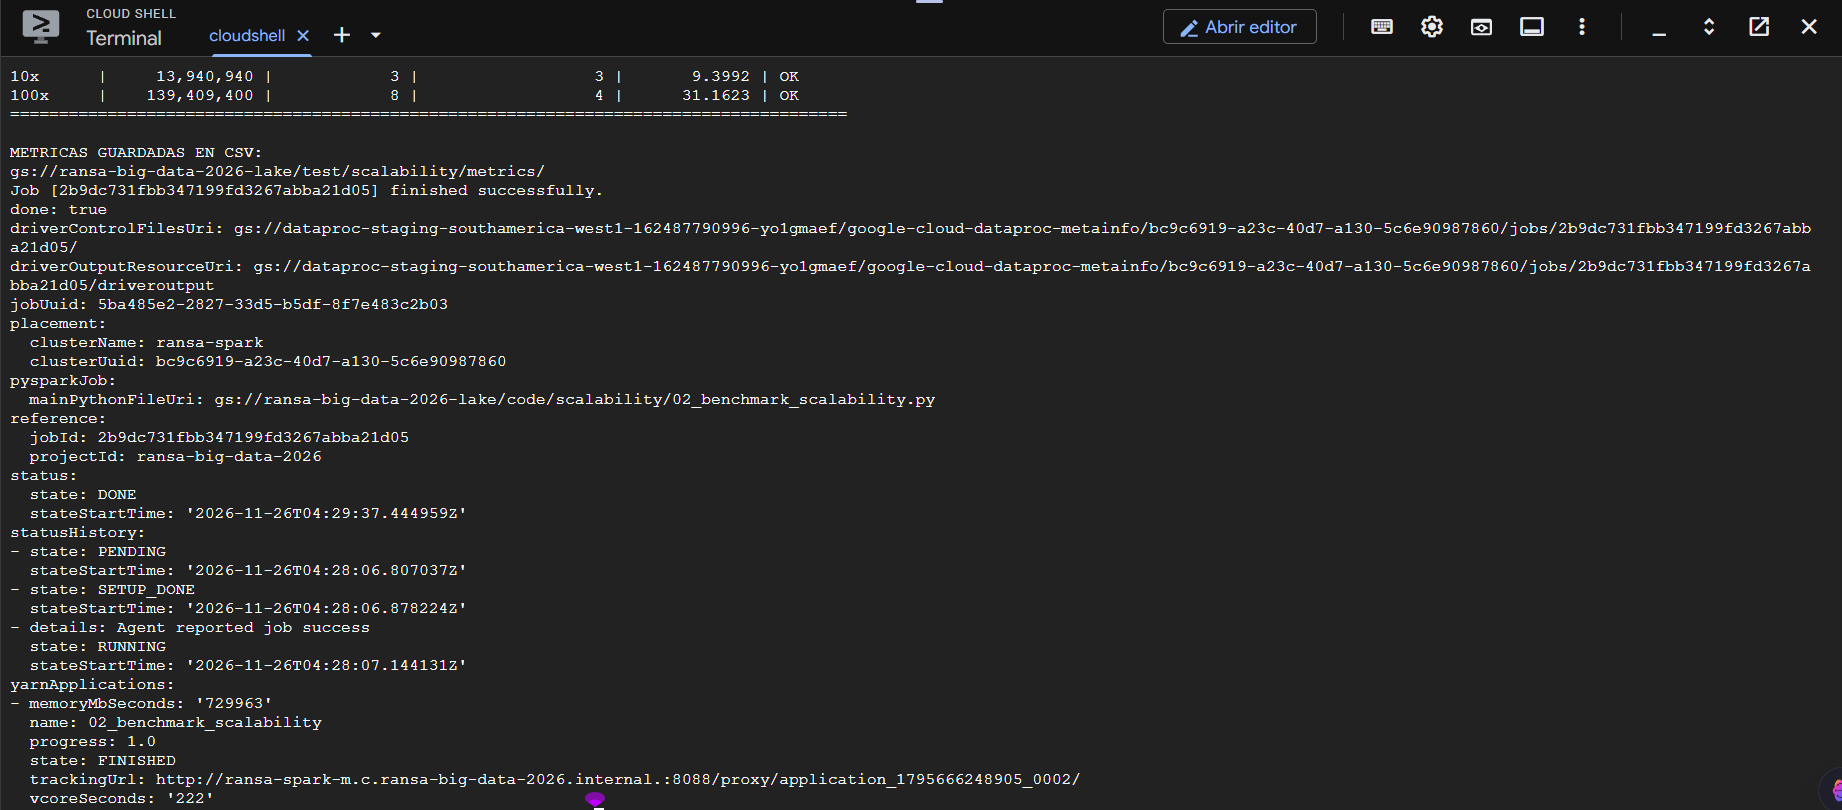 CLOUD SHELL
Terminal
cloudshell
Abrir editor
10x      |     13,940,940 |            3 |                  3 |       9.3992 | OK
100x     |    139,409,400 |            8 |                  4 |      31.1623 | OK
======================================================================================
METRICAS GUARDADAS EN CSV:
gs://ransa-big-data-2026-lake/test/scalability/metrics/
Job [2b9dc731fbb347199fd3267abba21d05] finished successfully.
done: true
driverControlFilesUri: gs://dataproc-staging-southamerica-west1-162487790996-yo1gmaef/google-cloud-dataproc-metainfo/bc9c6919-a23c-40d7-a130-5c6e90987860/jobs/2b9dc731fbb347199fd3267abb
a21d05/
driverOutputResourceUri: gs://dataproc-staging-southamerica-west1-162487790996-yo1gmaef/google-cloud-dataproc-metainfo/bc9c6919-a23c-40d7-a130-5c6e90987860/jobs/2b9dc731fbb347199fd3267a
bba21d05/driveroutput
jobUuid: 5ba485e2-2827-33d5-b5df-8f7e483c2b03
placement:
  clusterName: ransa-spark
  clusterUuid: bc9c6919-a23c-40d7-a130-5c6e90987860
pysparkJob:
  mainPythonFileUri: gs://ransa-big-data-2026-lake/code/scalability/02_benchmark_scalability.py
reference:
  jobId: 2b9dc731fbb347199fd3267abba21d05
  projectId: ransa-big-data-2026
status:
  state: DONE
  stateStartTime: '2026-11-26T04:29:37.444959Z'
statusHistory:
- state: PENDING
  stateStartTime: '2026-11-26T04:28:06.807037Z'
- state: SETUP_DONE
  stateStartTime: '2026-11-26T04:28:06.878224Z'
- details: Agent reported job success
  state: RUNNING
  stateStartTime: '2026-11-26T04:28:07.144131Z'
yarnApplications:
- memoryMbSeconds: '729963'
  name: 02_benchmark_scalability
  progress: 1.0
  state: FINISHED
  trackingUrl: http://ransa-spark-m.c.ransa-big-data-2026.internal.:8088/proxy/application_1795666248905_0002/
  vcoreSeconds: '222'